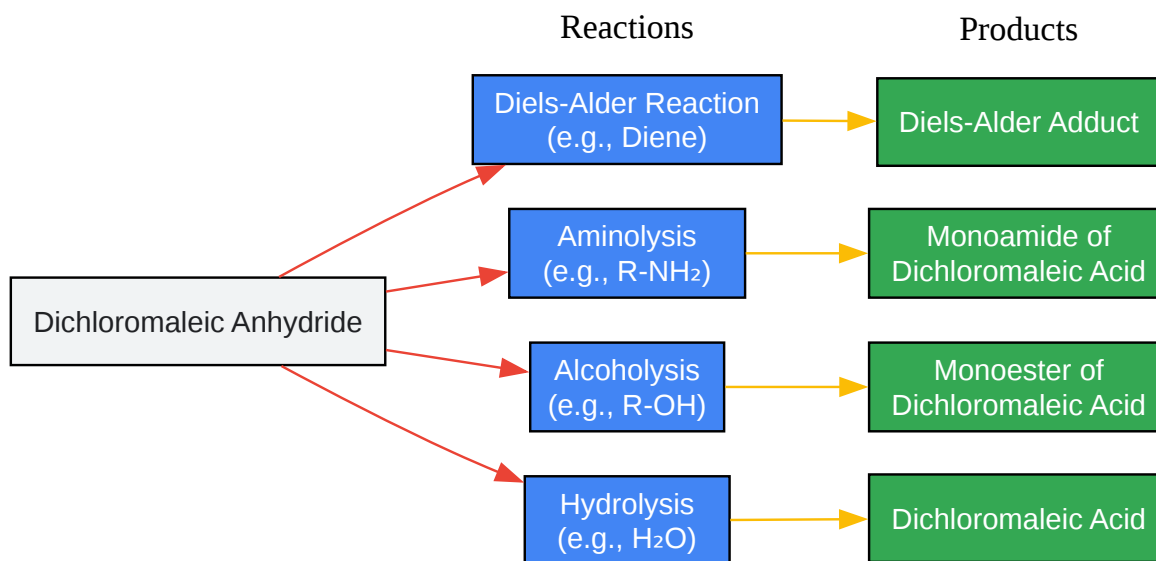 Reactions
Products
Diels-Alder Reaction
(e.g., Diene)
Diels-Alder Adduct
Aminolysis
(e.g., R-NH₂)
Monoamide of
Dichloromaleic Acid
Dichloromaleic Anhydride
Alcoholysis
(e.g., R-OH)
Monoester of
Dichloromaleic Acid
Hydrolysis
(e.g., H₂O)
Dichloromaleic Acid